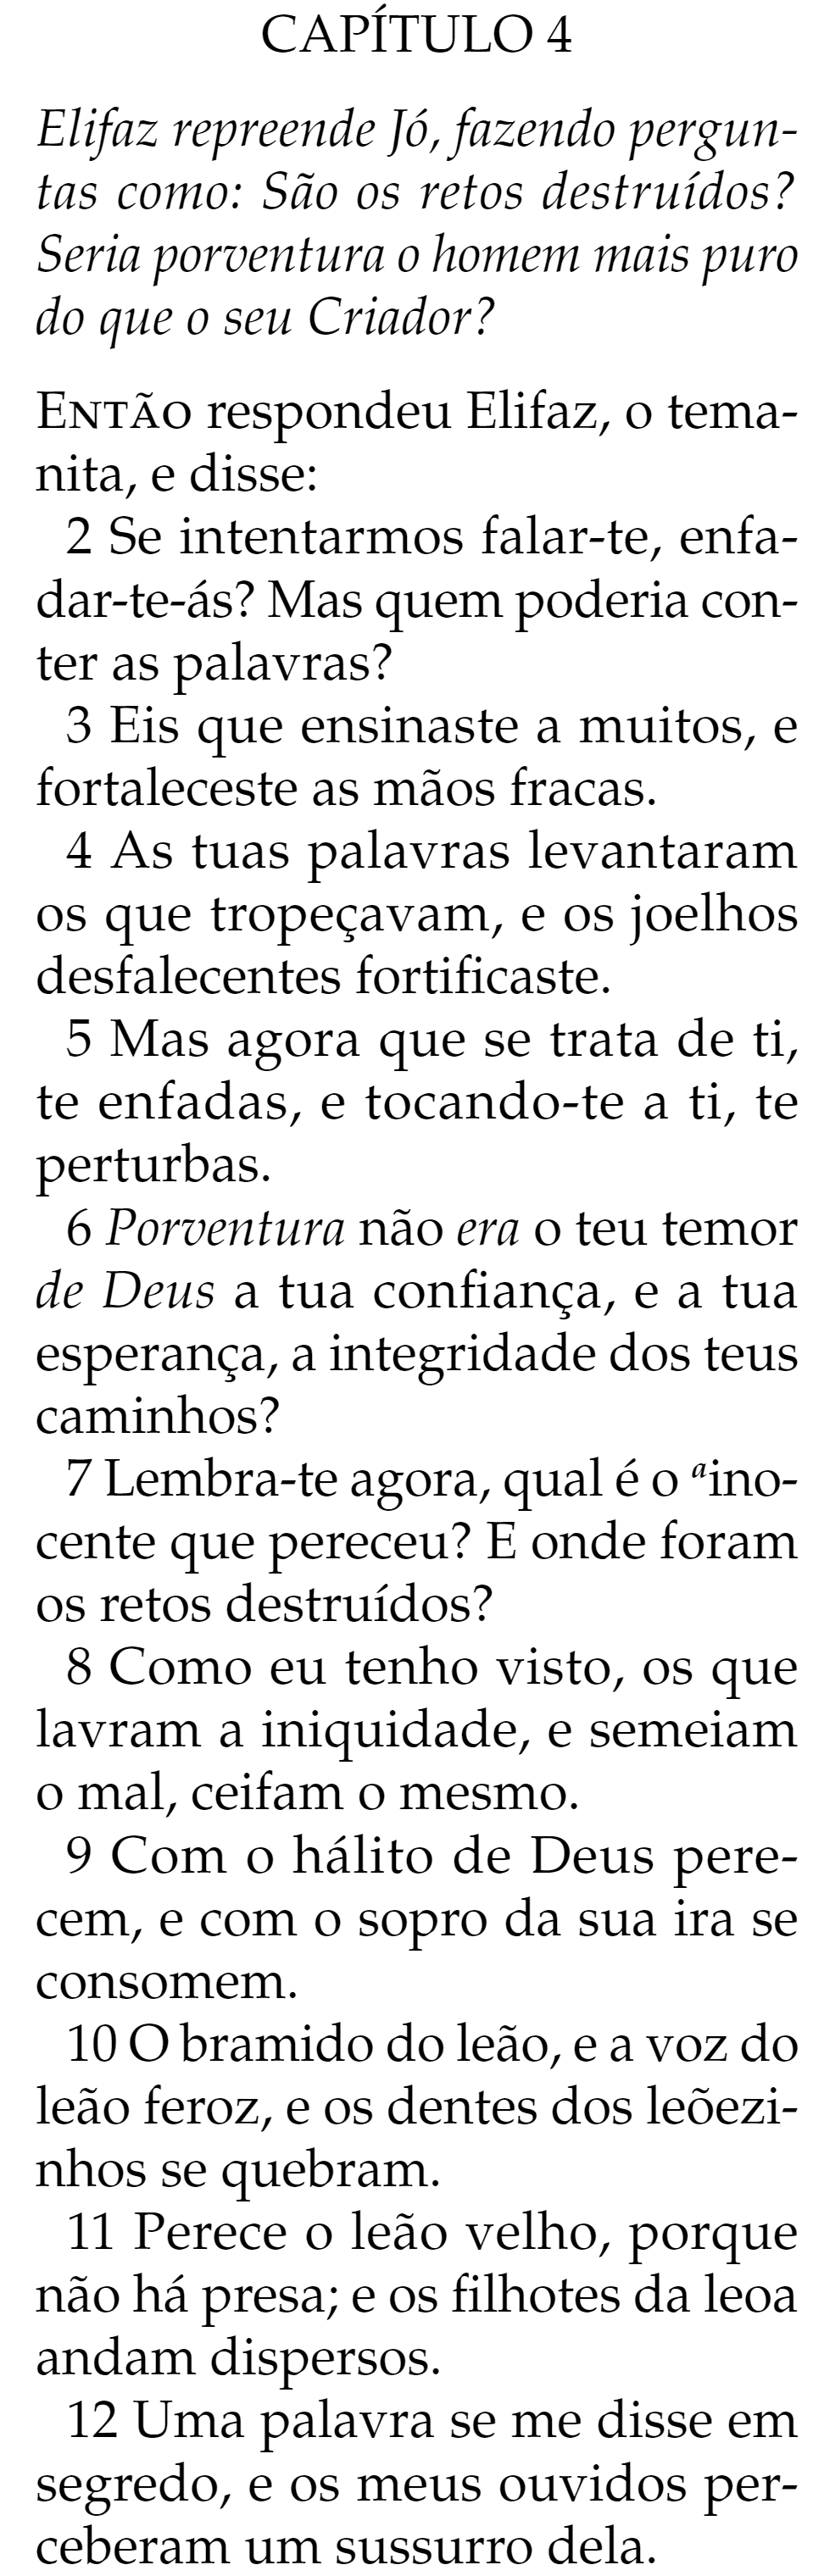 CAPÍTULO 4
Elifaz repreende Jó, fazendo pergun-
tas como: São os retos destruídos?
Seria porventura o homem mais puro
do que o seu Criador?
ENTÃO respondeu Elifaz, o tema-
nita, e disse:
2 Se intentarmos falar-te, enfa-
dar-te-ás? Mas quem poderia con-
ter as palavras?
3 Eis que ensinaste a muitos, e
fortaleceste as mãos fracas.
4 As tuas palavras levantaram
os que tropeçavam, e os joelhos
desfalecentes fortificaste.
5 Mas agora que se trata de ti,
te enfadas, e tocando-te a ti, te
perturbas.
6 Porventura não era o teu temor
de Deus a tua confiança, e a tua
esperança, a integridade dos teus
caminhos?
7 Lembra-te agora, qual é o ᵃino-
cente que pereceu? E onde foram
os retos destruídos?
8 Como eu tenho visto, os que
lavram a iniquidade, e semeiam
o mal, ceifam o mesmo.
9 Com o hálito de Deus pere-
cem, e com o sopro da sua ira se
consomem.
10 O bramido do leão, e a voz do
leão feroz, e os dentes dos leõezi-
nhos se quebram.
11 Perece o leão velho, porque
não há presa; e os filhotes da leoa
andam dispersos.
12 Uma palavra se me disse em
segredo, e os meus ouvidos per-
ceberam um sussurro dela.